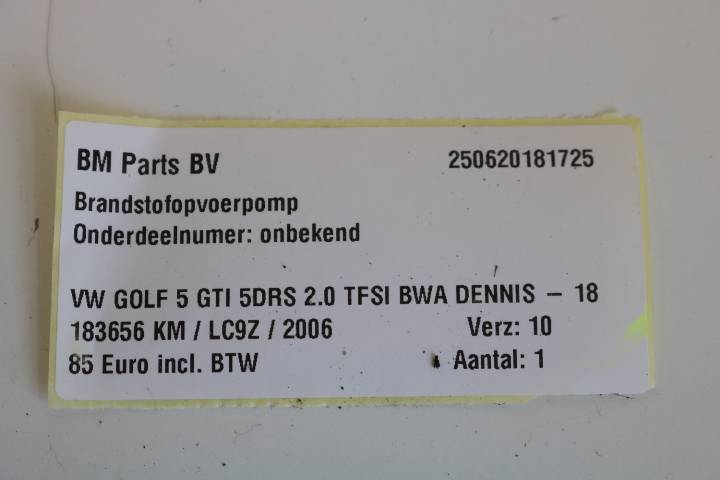 BM Parts BV 250620181725
Brandstofopvoerpomp
Onderdeelnumer: onbekend
VW GOLF 5 GTI 5DRS 2.0 TFSI BWA DENNIS – 18
183656 KM / LC9Z / 2006 Verz: 10
85 Euro incl. BTW Aantal: 1